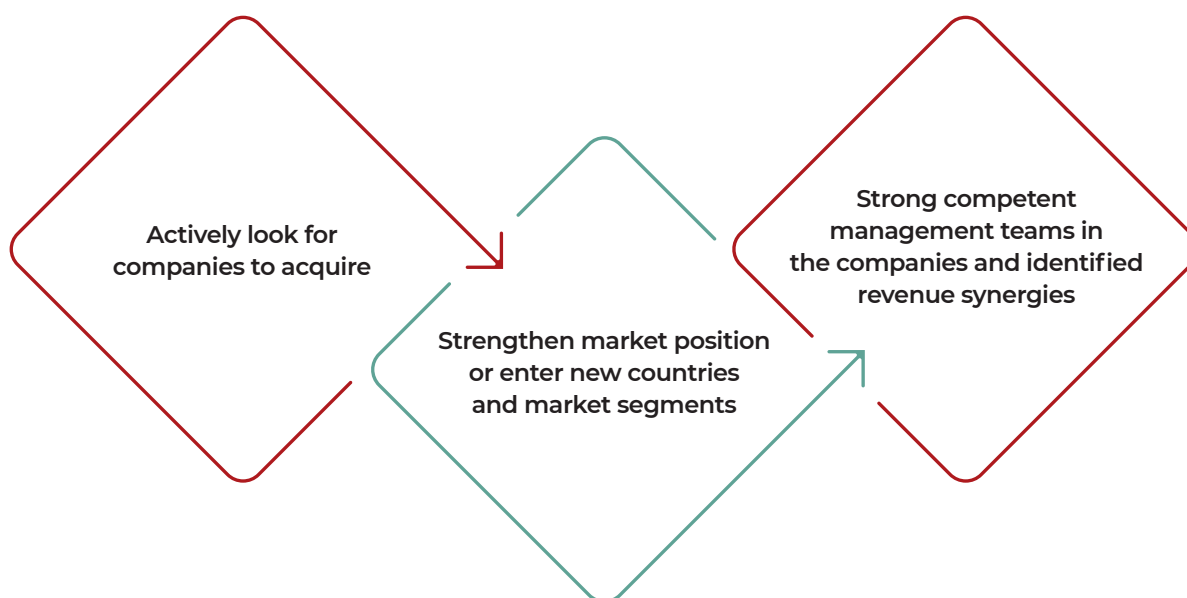 Actively look for
companies to acquire
Strengthen market position
or enter new countries
and market segments
Strong competent
management teams in
the companies and identified
revenue synergies